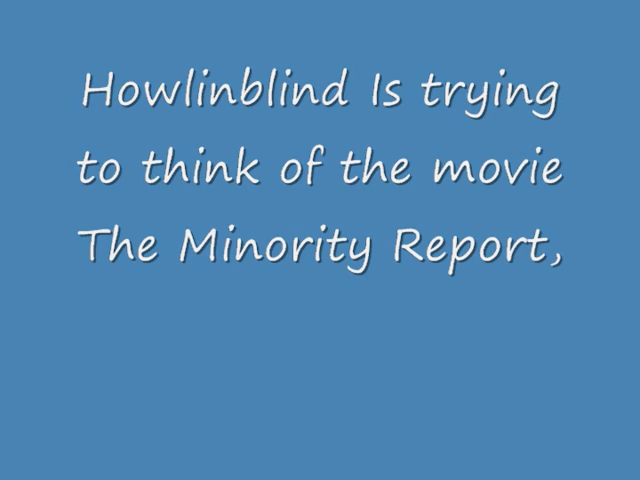 Howlinblind Is trying
to think of the movie
The Minority Report,